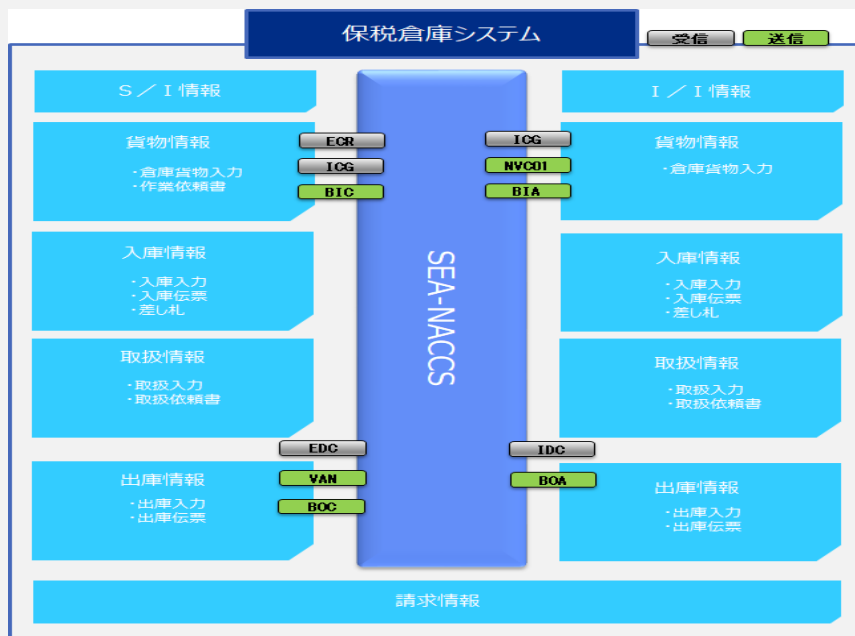 保税倉庫システム
受信
送信
S／I情報
I／I情報
貨物情報
・倉庫貨物入力
・作業依頼書
ECR
ICG
BIC
ICG
NVC01
BIA
貨物情報
・倉庫貨物入力
SEA-NACCS
入庫情報
・入庫入力
・入庫伝票
・差し札
入庫情報
・入庫入力
・入庫伝票
・差し札
取扱情報
・取扱入力
・取扱依頼書
取扱情報
・取扱入力
・取扱依頼書
EDC
VAN
BOC
IDC
BOA
出庫情報
・出庫入力
・出庫伝票
出庫情報
・出庫入力
・出庫伝票
請求情報